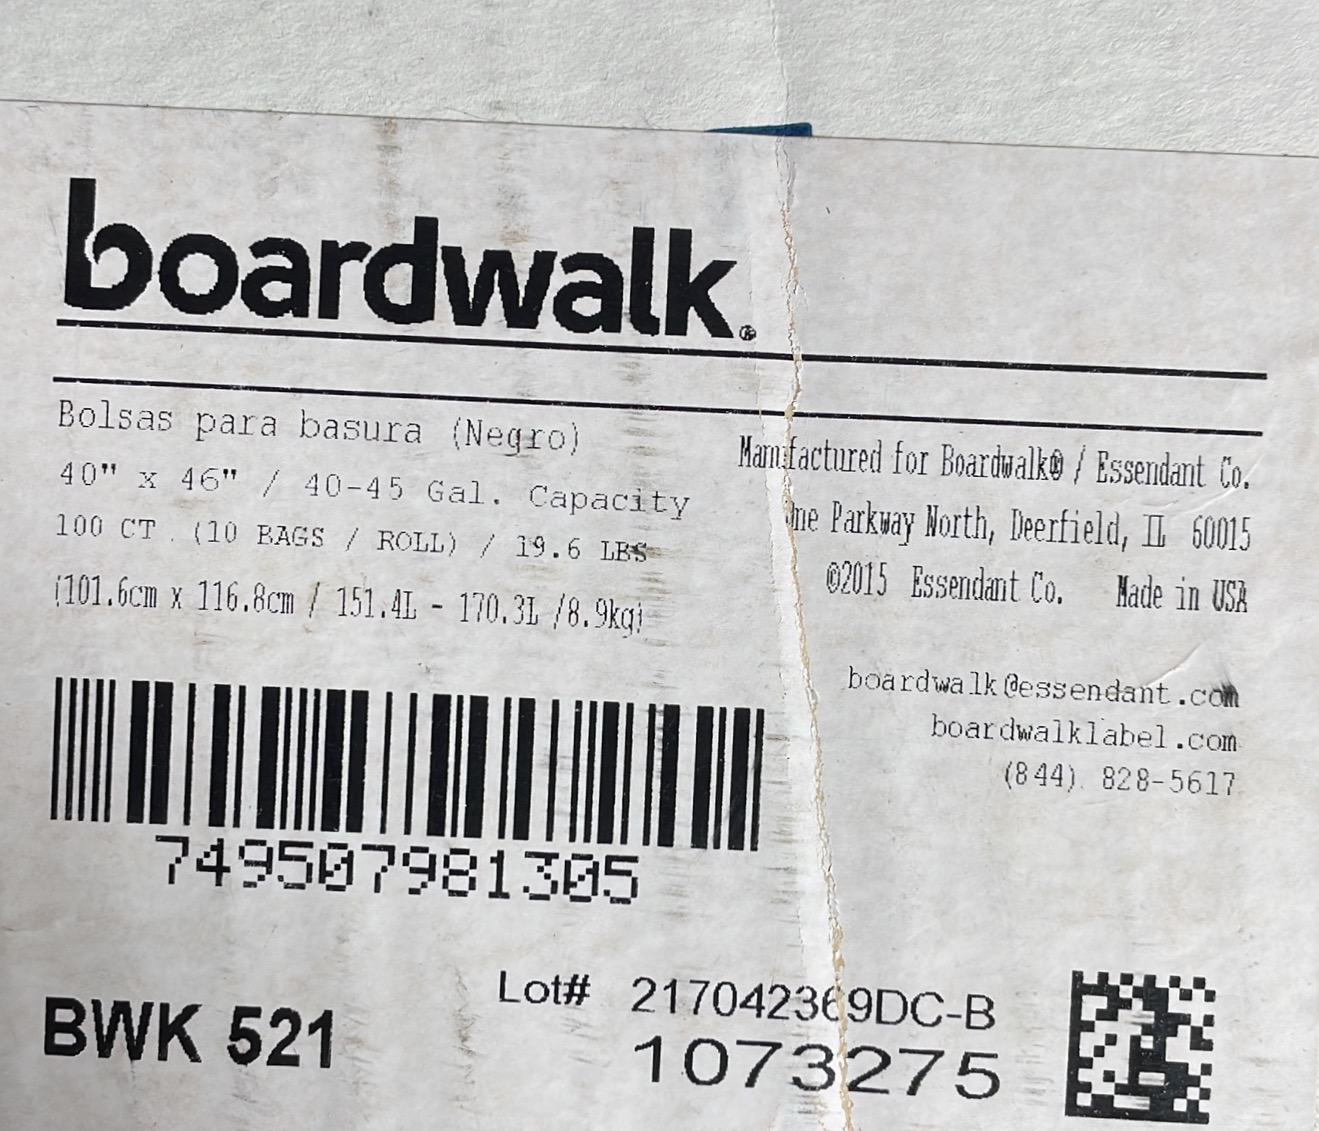 boardwalk®
Bolsas para basura (Negro)
40" x 46" / 40-45 Gal. Capacity
100 CT. (10 BAGS / ROLL) / 19.6 LBS
(101.6cm x 116.8cm / 151.4L - 170.3L /8.9kg)
Manufactured for Boardwalk® / Essendant Co.
Parkway North, Deerfield, IL 60015
©2015 Essendant Co. Made in USA
boardwalk@essendant.com
boardwalklabel.com
(844) 828-5617
749507981305
BWK 521
Lot# 217042369DC-B
1073275